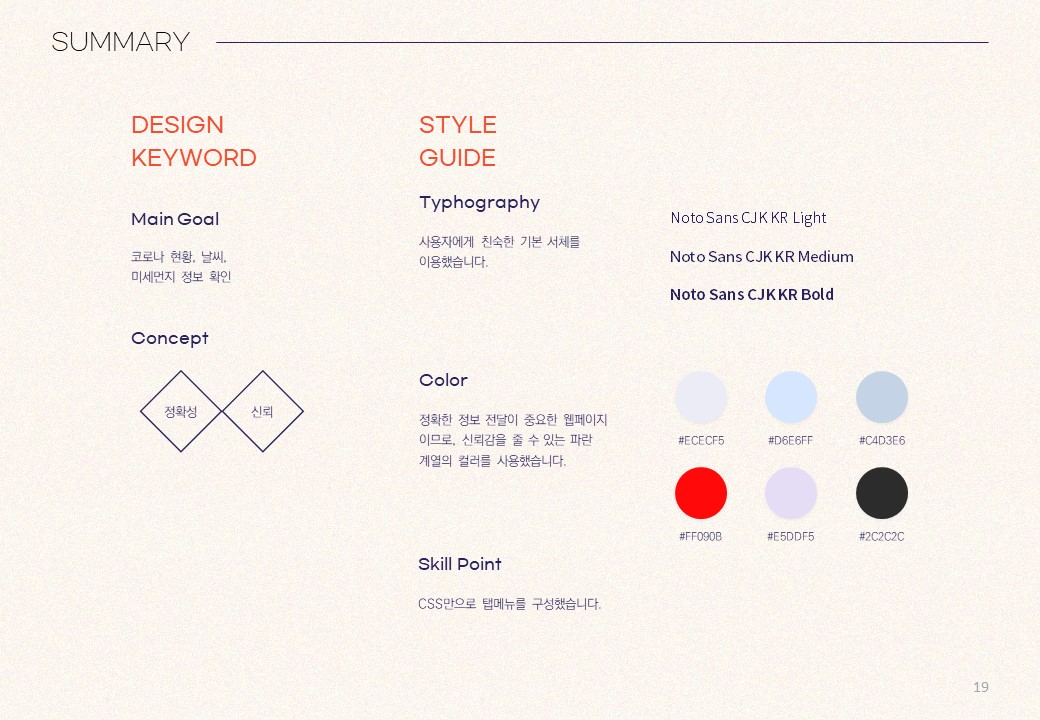 SUMMARY
DESIGN
KEYWORD
Main Goal
코로나 현황, 날씨,
미세먼지 정보 확인
Concept
정확성
신뢰
STYLE
GUIDE
Typhography
사용자에게 친숙한 기본 서체를
이용했습니다.
Noto Sans CJK KR Light
Noto Sans CJK KR Medium
Noto Sans CJK KR Bold
Color
정확한 정보 전달이 중요한 웹페이지
이므로, 신뢰감을 줄 수 있는 파란
계열의 컬러를 사용했습니다.
#ECECF5
#D6E6FF
#C4D3E6
#FF090B
#E5DDF5
#2C2C2C
Skill Point
CSS만으로 탭메뉴를 구성했습니다.
19